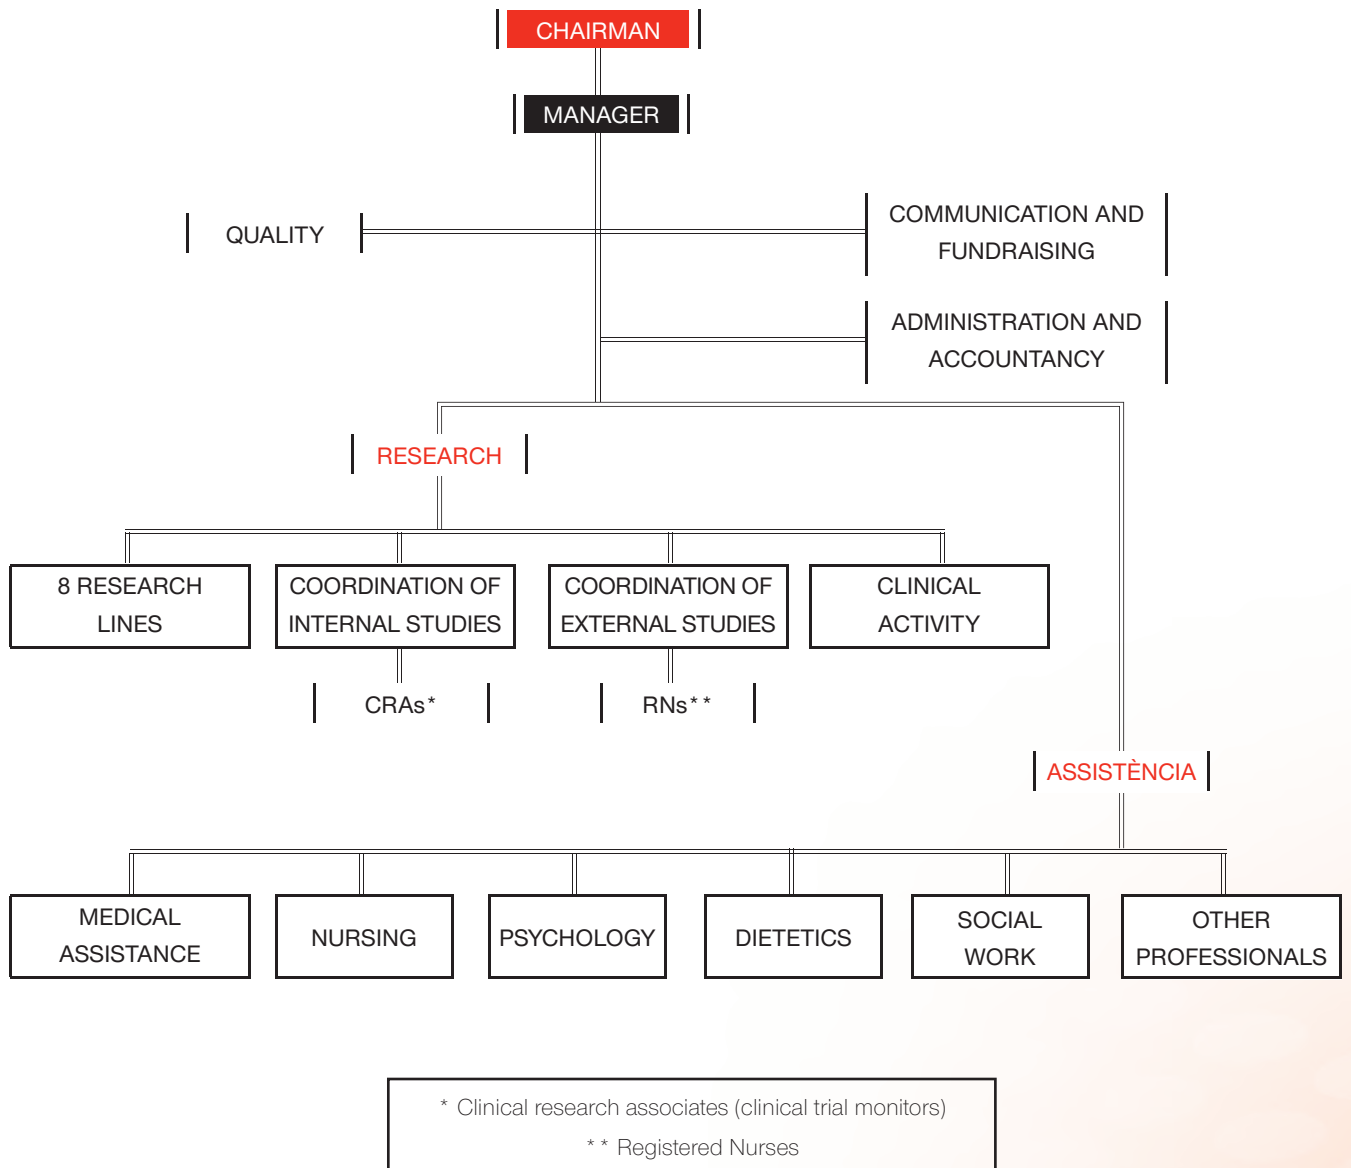 CHAIRMAN
MANAGER
QUALITY
COMMUNICATION AND
FUNDRAISING
ADMINISTRATION AND
ACCOUNTANCY
RESEARCH
8 RESEARCH
LINES
COORDINATION OF
INTERNAL STUDIES
COORDINATION OF
EXTERNAL STUDIES
CLINICAL
ACTIVITY
CRAs*
RNs**
ASSISTÈNCIA
MEDICAL
ASSISTANCE
NURSING
PSYCHOLOGY
DIETETICS
SOCIAL
WORK
OTHER
PROFESSIONALS
* Clinical research associates (clinical trial monitors)
** Registered Nurses